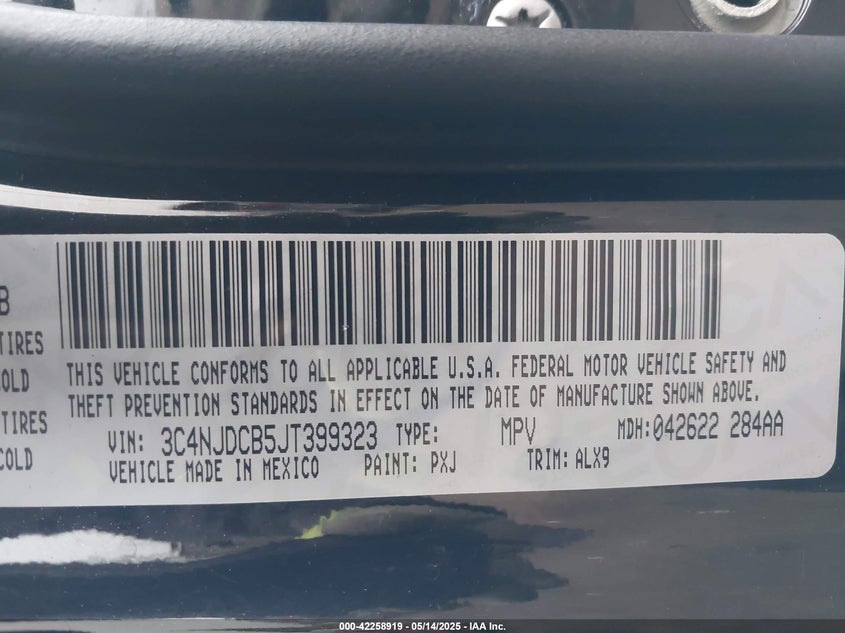 B
TIRES
COLD
TIRES
COLD
THIS VEHICLE CONFORMS TO ALL APPLICABLE U.S.A. FEDERAL MOTOR VEHICLE SAFETY AND
THEFT PREVENTION STANDARDS IN EFFECT ON THE DATE OF MANUFACTURE SHOWN ABOVE.
VIN: 3C4NJDCB5JT399323 TYPE: MPV MDH:042622 284AA
VEHICLE MADE IN MEXICO PAINT: PXJ TRIM: ALX9
000-42258919 - 05/14/2025 - IAA Inc.